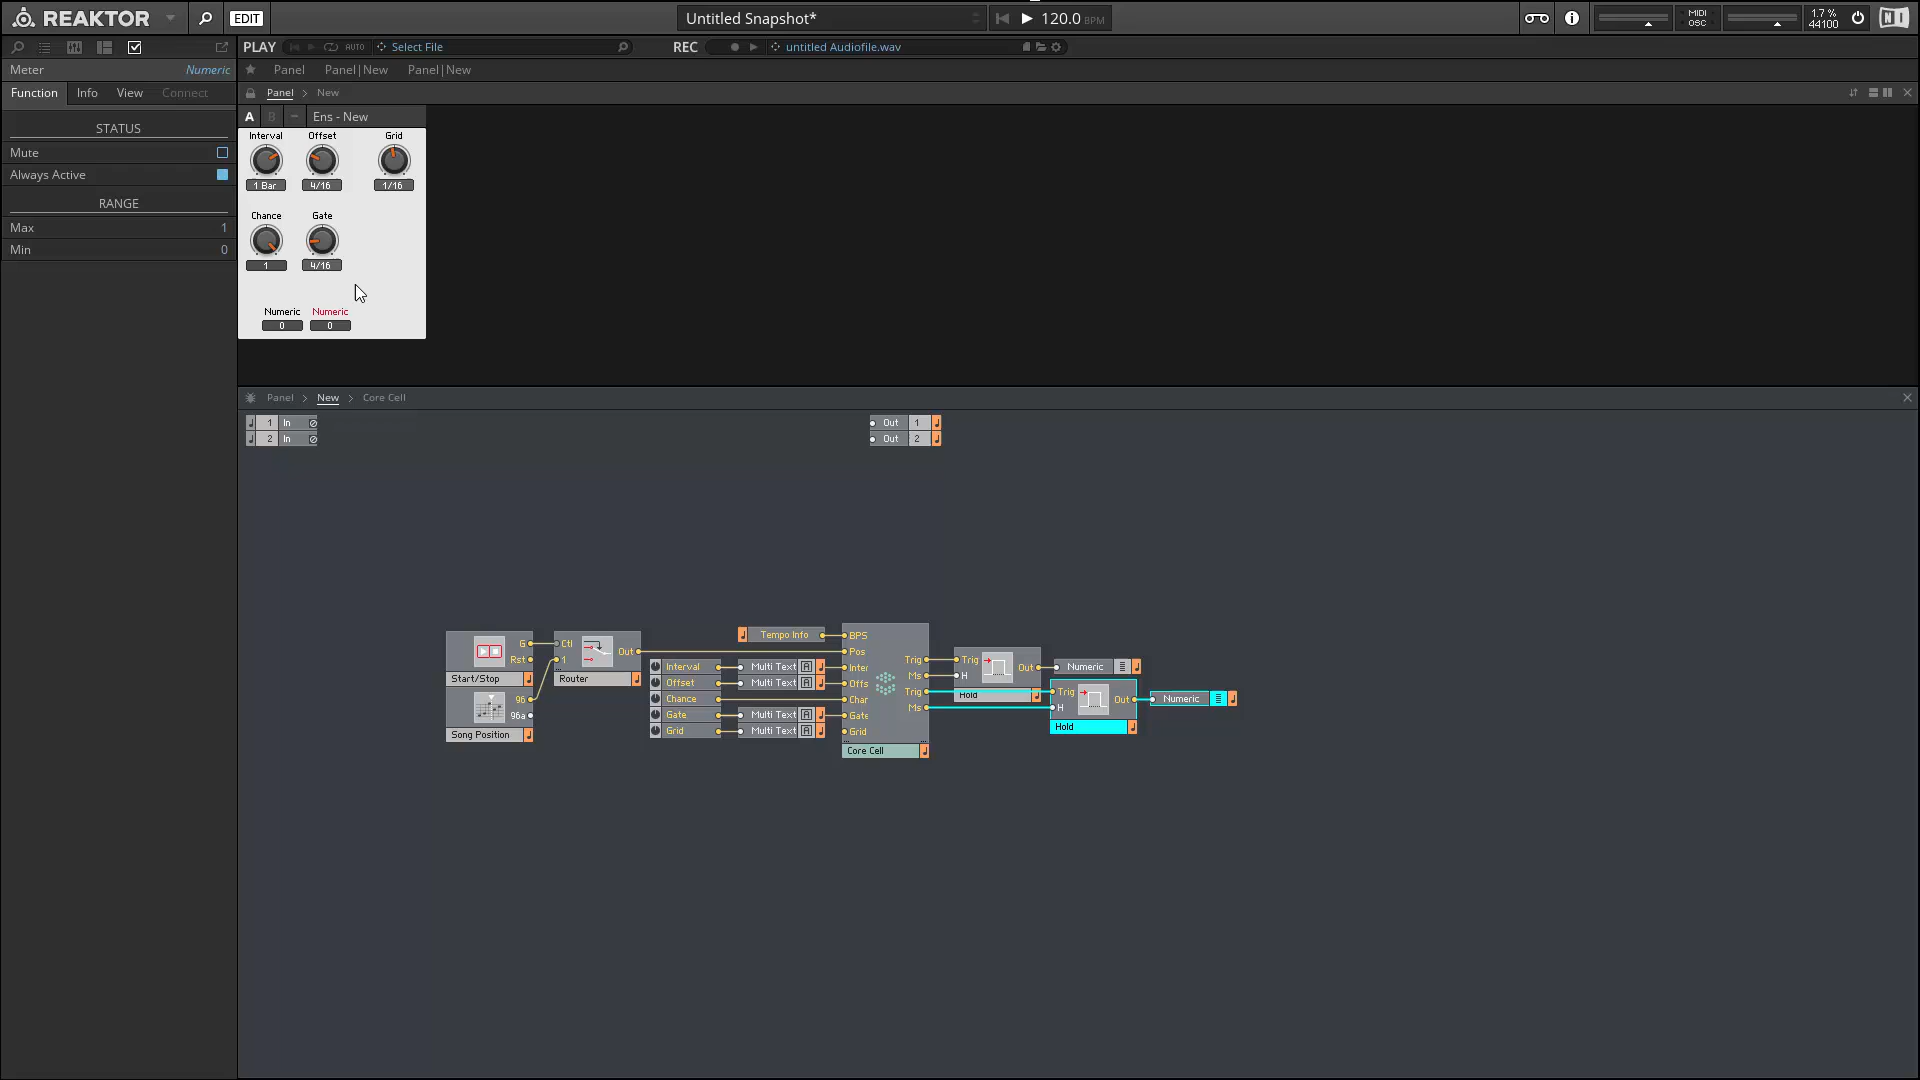 REAKTOR EDIT Untitled Snapshot* 120.0 BPM MIDI OSC 1.7 % 44100
PLAY AUTO Select File REC untitled Audiofile.wav
Meter Numeric Panel Panel|New Panel|New
Function Info View Connect Panel > New
A B Ens - New
STATUS
Mute
Always Active
RANGE
Max 1
Min 0
Interval Offset Grid
1 Bar 4/16 1/16
Chance Gate
1 4/16
Numeric Numeric
0 0
Panel > New > Core Cell
1 In Out 1
2 In Out 2
G
Rst
Start/Stop
96
96a
Song Position
Ctl
1
Out
Router
Tempo Info
Interval Multi Text A
Offset Multi Text A
Chance
Gate Multi Text A
Grid Multi Text A
BPS
Pos
Inter
Offs
Char
Gate
Grid
Trig
Ms
Trig
Ms
Core Cell
Trig
H
Out
Hold
Numeric
Trig
H
Out
Hold
Numeric